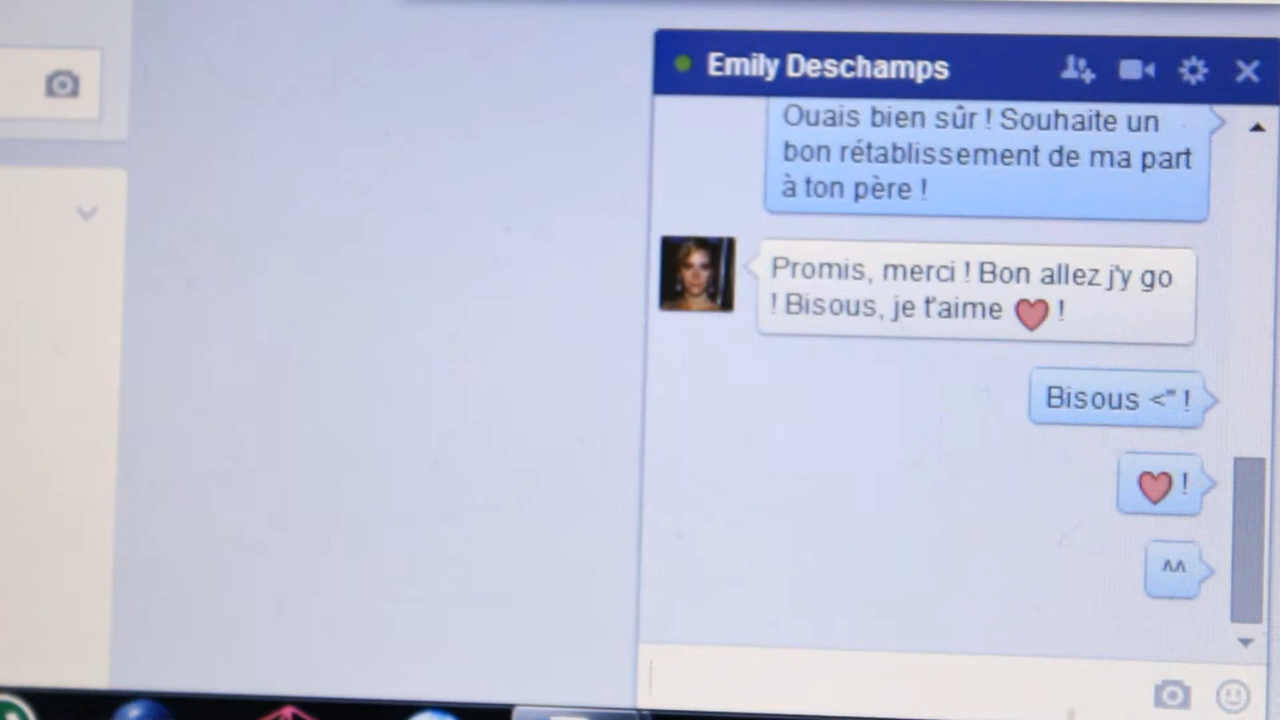 Emily Deschamps
Ouais bien sûr ! Souhaite un
bon rétablissement de ma part
à ton père !
Promis, merci ! Bon allez j'y go
! Bisous, je t'aime ❤ !
Bisous <" !
❤ !
^^